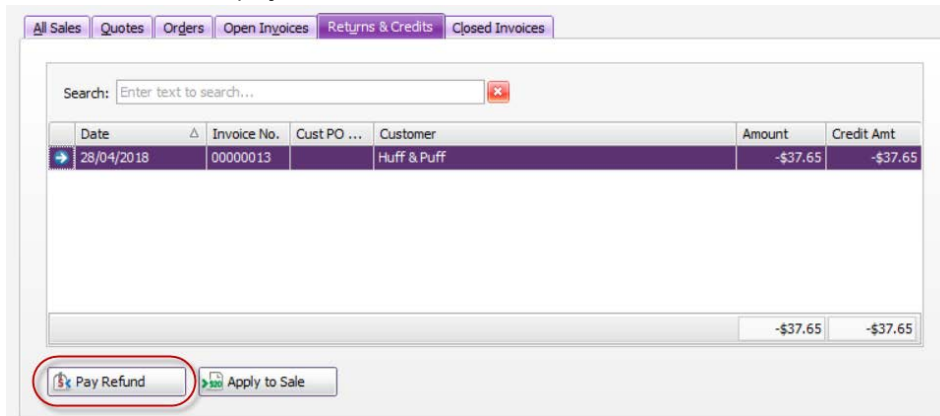 All Sales Quotes Orders Open Invoices Returns & Credits Closed Invoices
Search: Enter text to search...
Date Invoice No. Cust PO ... Customer Amount Credit Amt
28/04/2018 00000013 Huff & Puff -$37.65 -$37.65
-$37.65 -$37.65
Pay Refund Apply to Sale